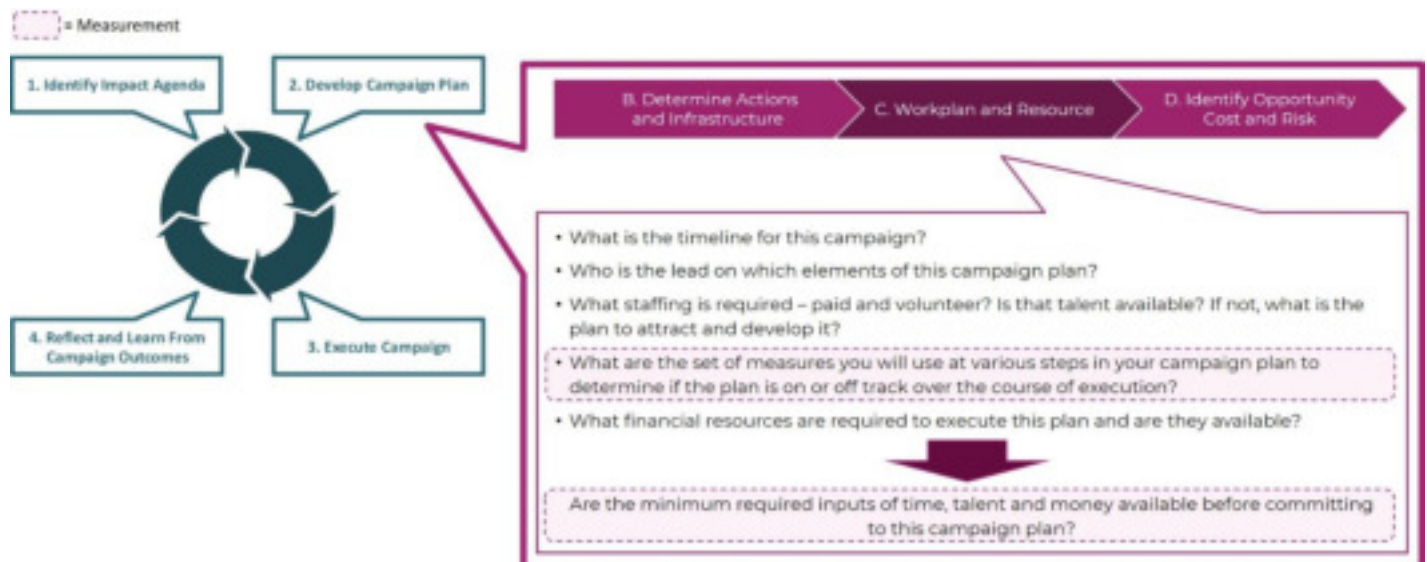 = Measurement
1. Identify Impact Agenda
2. Develop Campaign Plan
4. Reflect and Learn From
Campaign Outcomes
3. Execute Campaign
B. Determine Actions
and Infrastructure
C. Workplan and Resource
D. Identify Opportunity
Cost and Risk
• What is the timeline for this campaign?
• Who is the lead on which elements of this campaign plan?
• What staffing is required – paid and volunteer? Is that talent available? If not, what is the
plan to attract and develop it?
• What are the set of measures you will use at various steps in your campaign plan to
determine if the plan is on or off track over the course of execution?
• What financial resources are required to execute this plan and are they available?
Are the minimum required inputs of time, talent and money available before committing
to this campaign plan?